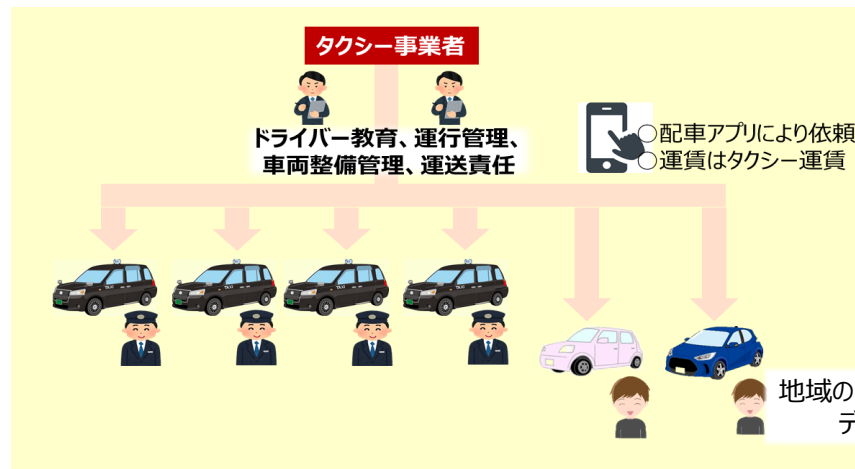 タクシー事業者
ドライバー教育、運行管理、
車両整備管理、運送責任
○配車アプリにより依頼
○運賃はタクシー運賃
地域の